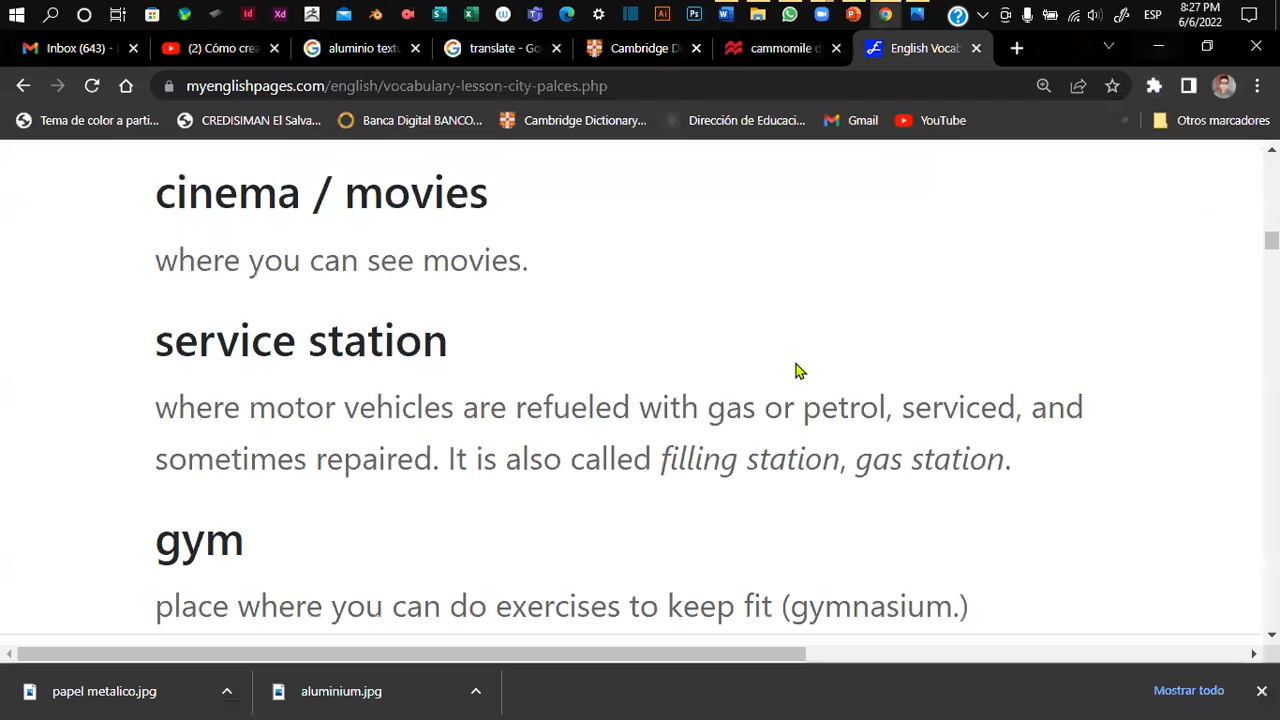 8:27 PM
ESP
6/6/2022
Inbox (643) -
(2) Cómo crea
aluminio textu
translate - Go
Cambridge D
cammomile d
English Vocab
myenglishpages.com/english/vocabulary-lesson-city-palces.php
Tema de color a parti...
CREDISIMAN El Salva...
Banca Digital BANCO...
Cambridge Dictionary...
Dirección de Educaci...
Gmail
YouTube
Otros marcadores
cinema / movies
where you can see movies.
service station
where motor vehicles are refueled with gas or petrol, serviced, and
sometimes repaired. It is also called filling station, gas station.
gym
place where you can do exercises to keep fit (gymnasium.)
papel metalico.jpg
aluminium.jpg
Mostrar todo